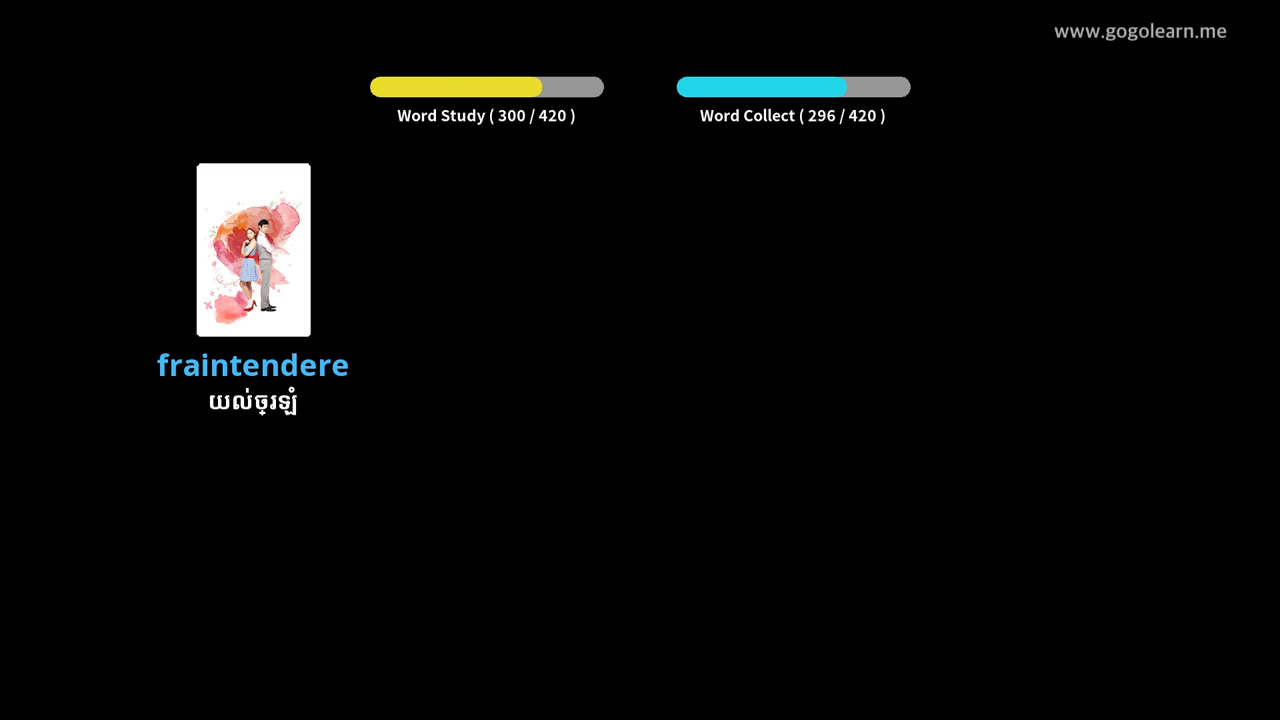 www.gogolearn.me
Word Study ( 300 / 420 )
Word Collect ( 296 / 420 )
fraintendere
យល់ច្រឡំ